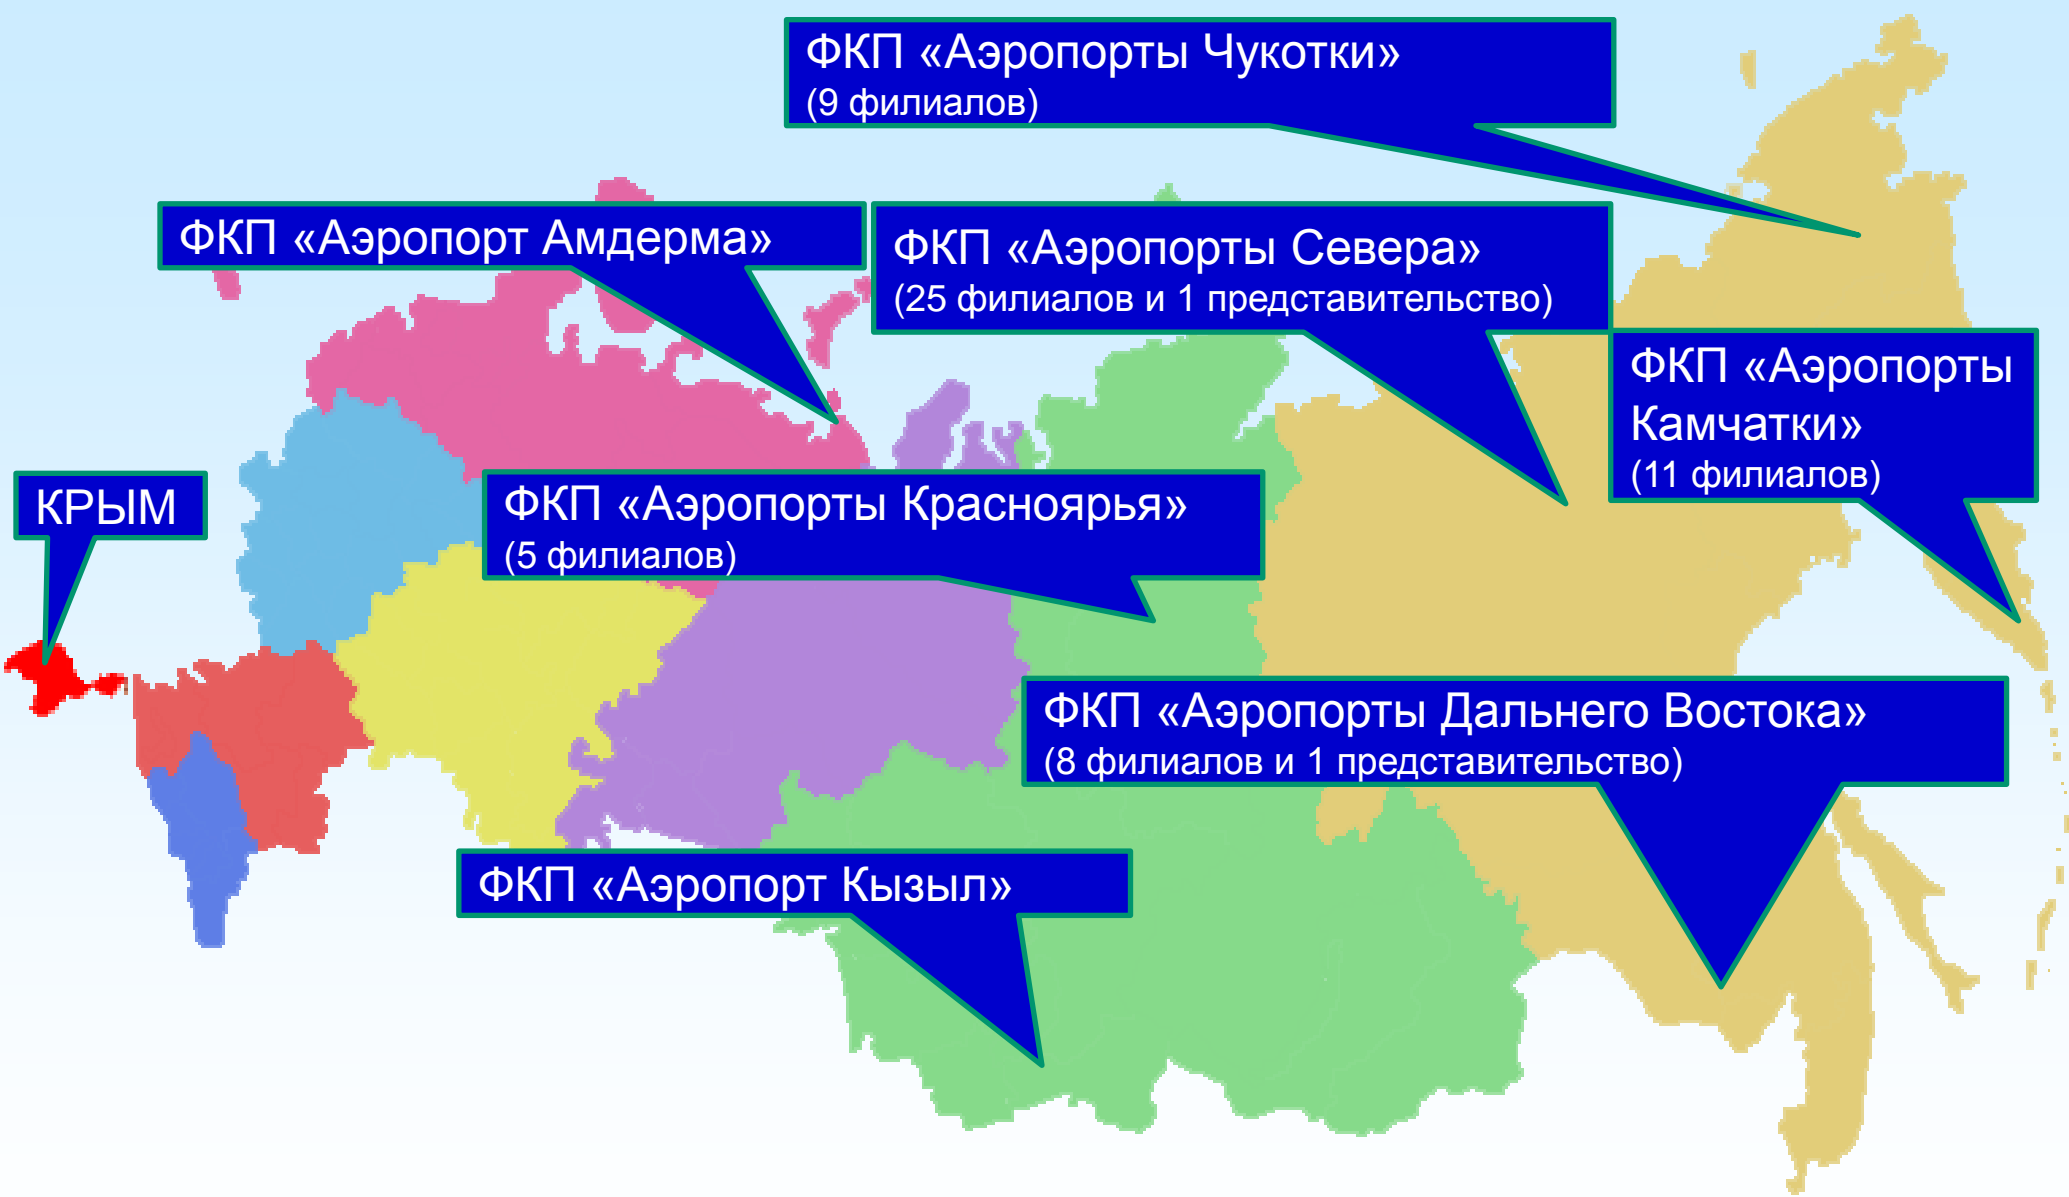 ФКП «Аэропорты Чукотки»
(9 филиалов)
ФКП «Аэропорт Амдерма»
ФКП «Аэропорты Севера»
(25 филиалов и 1 представительство)
ФКП «Аэропорты
Камчатки»
(11 филиалов)
КРЫМ
ФКП «Аэропорты Красноярья»
(5 филиалов)
ФКП «Аэропорты Дальнего Востока»
(8 филиалов и 1 представительство)
ФКП «Аэропорт Кызыл»